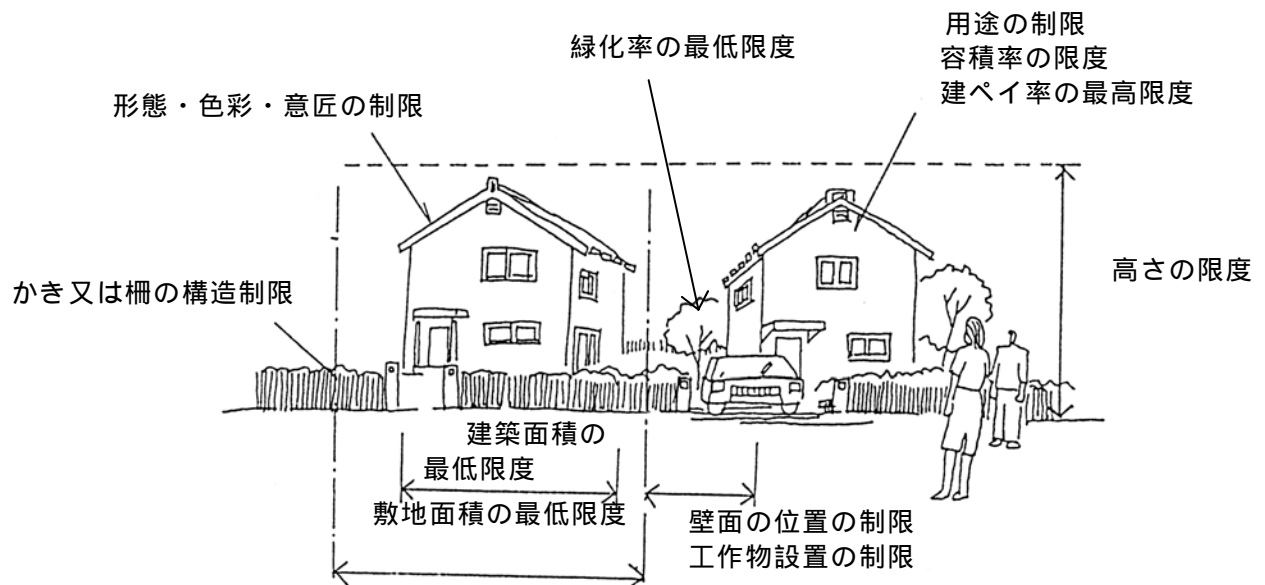 用途の制限
緑化率の最低限度
容積率の限度
建ペイ率の最高限度
形態・色彩・意匠の制限
高さの限度
かき又は柵の構造制限
建築面積の
最低限度
敷地面積の最低限度
壁面の位置の制限
工作物設置の制限